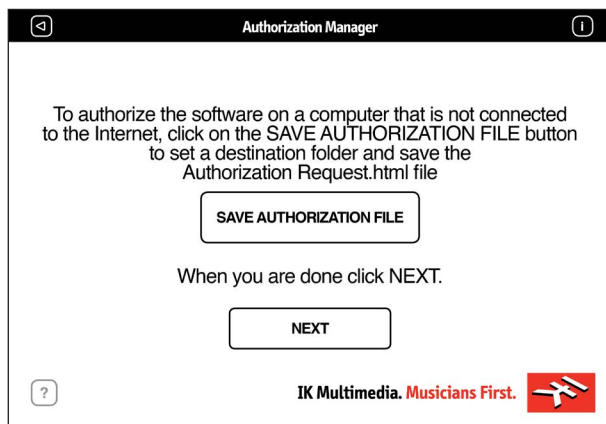 Authorization Manager
i
To authorize the software on a computer that is not connected
to the Internet, click on the SAVE AUTHORIZATION FILE button
to set a destination folder and save the
Authorization Request.html file
SAVE AUTHORIZATION FILE
When you are done click NEXT.
NEXT
?
IK Multimedia. Musicians First.